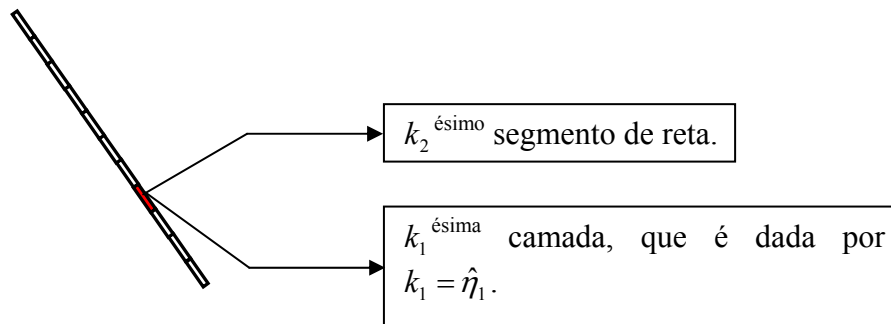 k₂ ésimo segmento de reta.
k₁ ésima camada, que é dada por
k₁ = η̂₁.